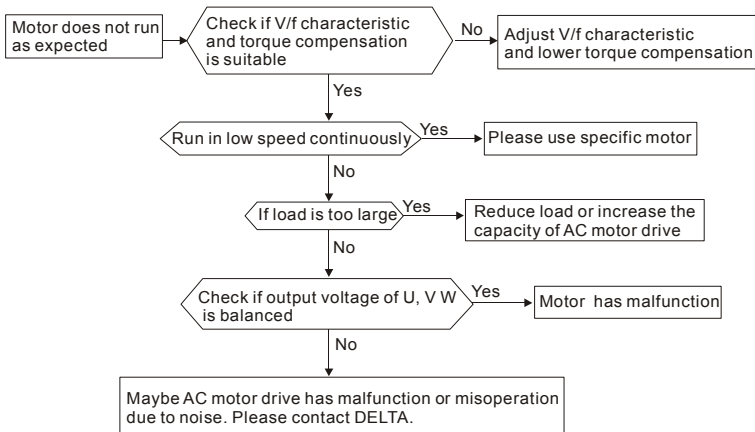 Motor does not run
as expected
Check if V/f characteristic
and torque compensation
is suitable
No
Adjust V/f characteristic
and lower torque compensation
Yes
Run in low speed continuously
Yes
Please use specific motor
No
If load is too large
Yes
Reduce load or increase the
capacity of AC motor drive
No
Check if output voltage of U, V W
is balanced
Yes
Motor has malfunction
No
Maybe AC motor drive has malfunction or misoperation
due to noise. Please contact DELTA.